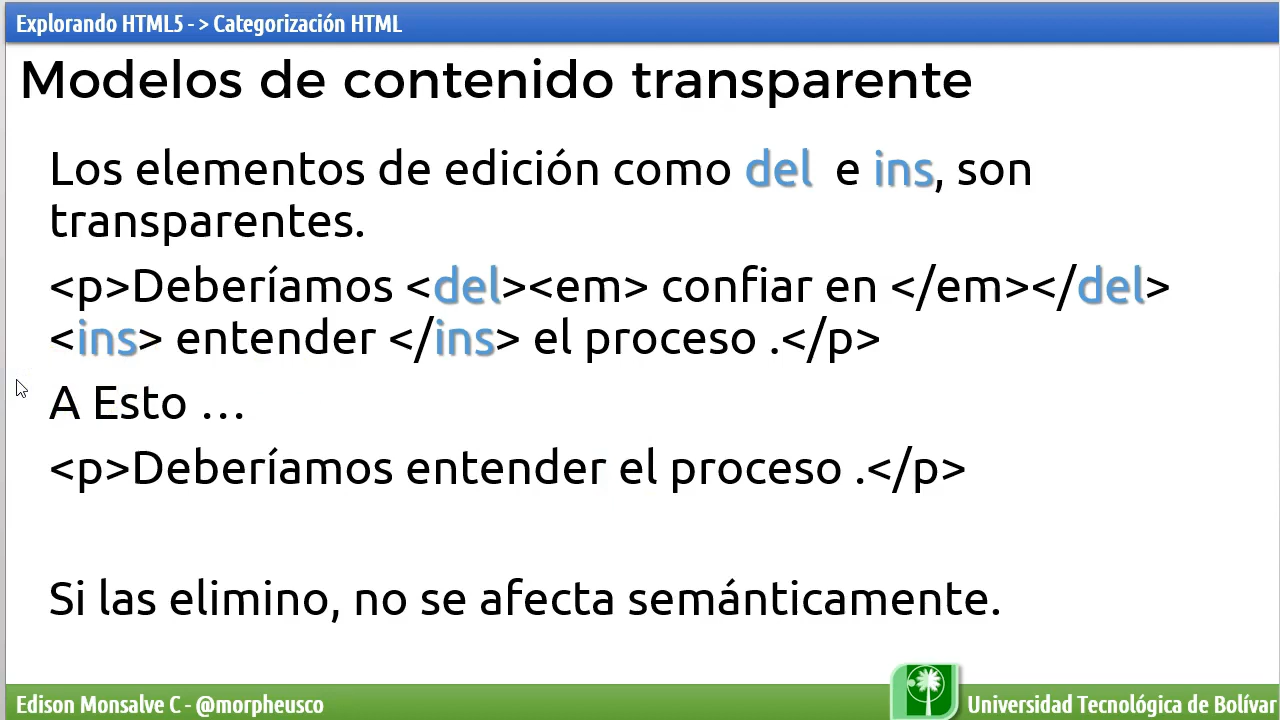 Explorando HTML5 - > Categorización HTML
Modelos de contenido transparente
Los elementos de edición como del e ins, son
transparentes.
<p>Deberíamos <del><em> confiar en </em></del>
<ins> entender </ins> el proceso .</p>
A Esto ...
<p>Deberíamos entender el proceso .</p>
Si las elimino, no se afecta semánticamente.
Edison Monsalve C - @morpheusco
Universidad Tecnológica de Bolívar